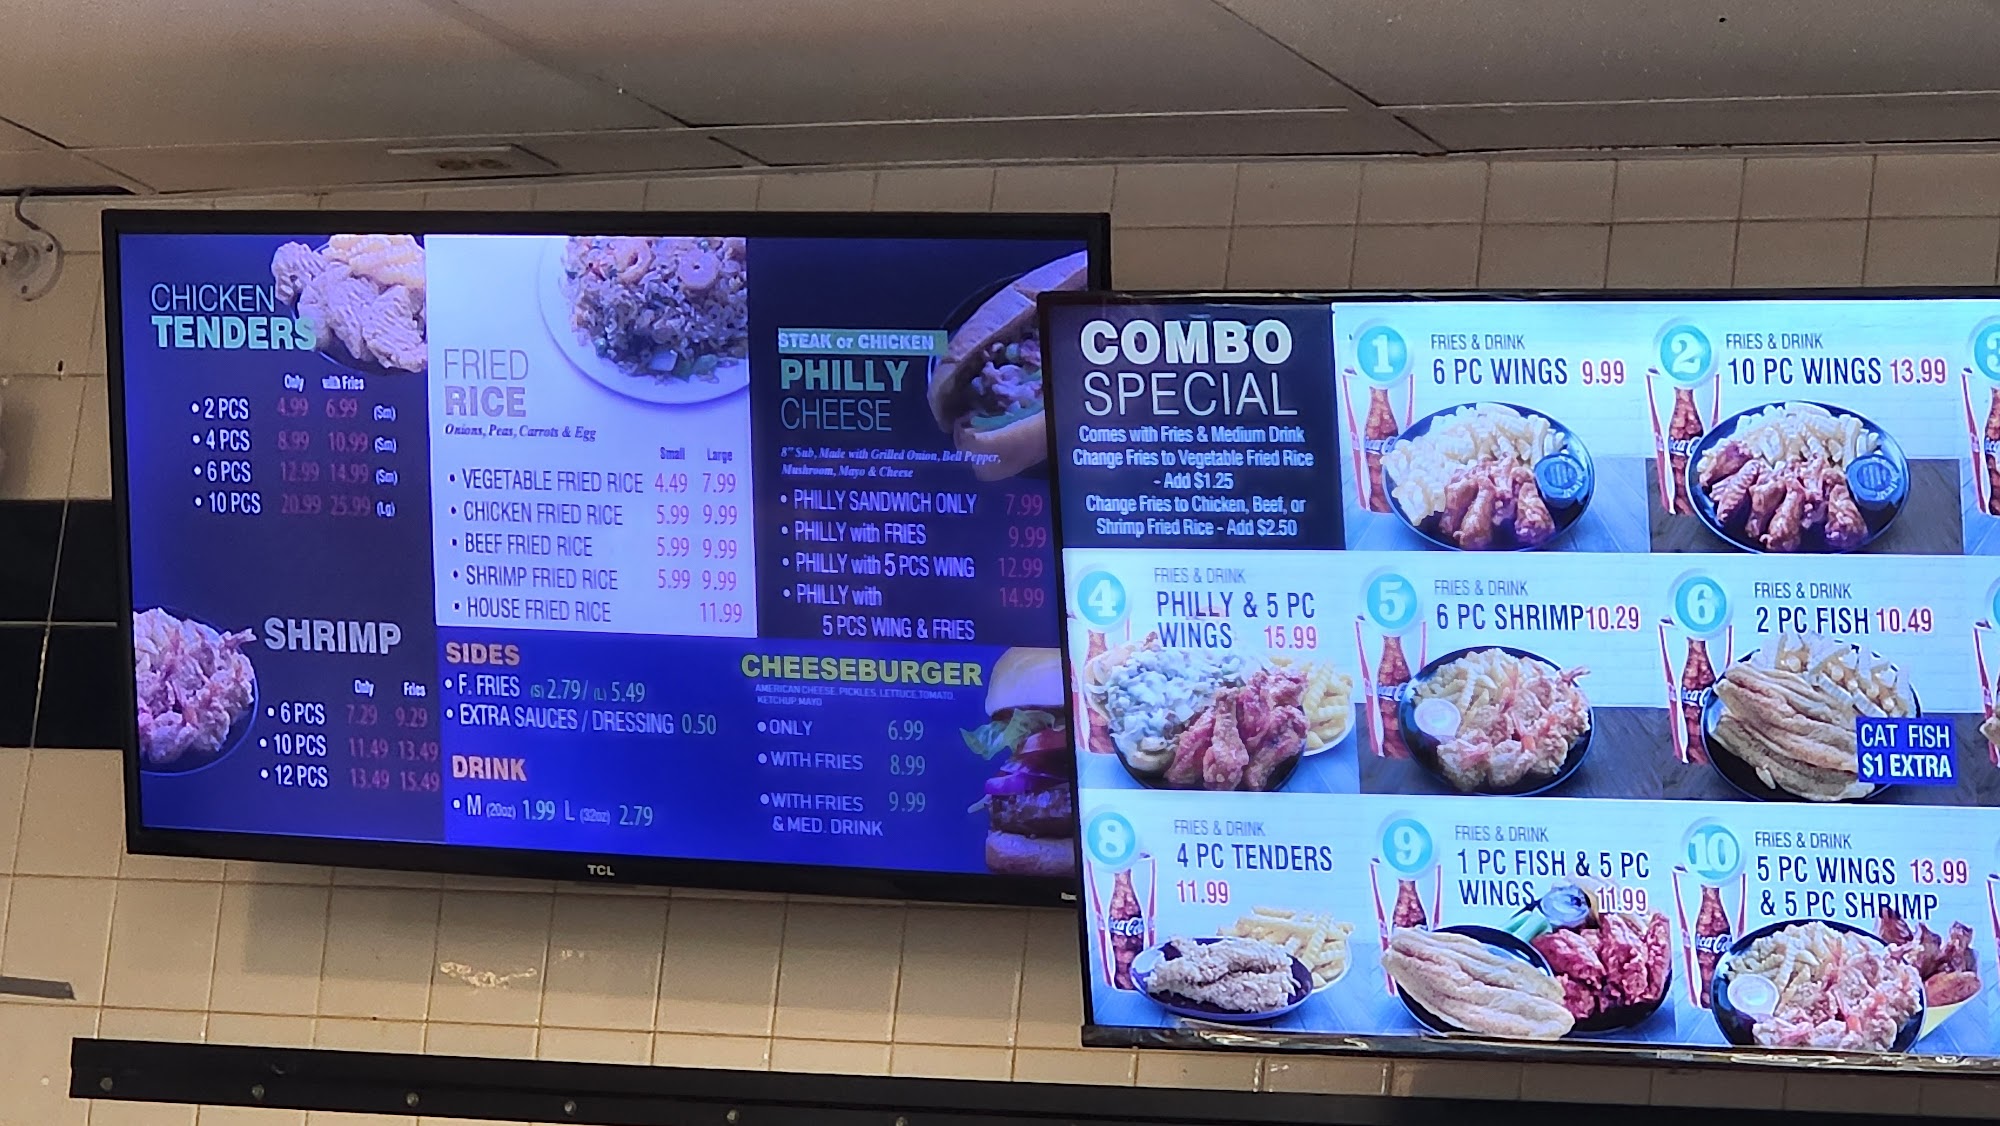 CHICKEN
TENDERS
Only with Fries
• 2 PCS 4.99 6.99 (Sm)
• 4 PCS 8.99 10.99 (Sm)
• 6 PCS 12.99 14.99 (Sm)
• 10 PCS 20.99 25.99 (Lg)
SHRIMP
Only Fries
• 6 PCS 7.29 9.29
• 10 PCS 11.49 13.49
• 12 PCS 13.49 15.49
FRIED
RICE
Onions, Peas, Carrots & Egg
Small Large
• VEGETABLE FRIED RICE 4.49 7.99
• CHICKEN FRIED RICE 5.99 9.99
• BEEF FRIED RICE 5.99 9.99
• SHRIMP FRIED RICE 5.99 9.99
• HOUSE FRIED RICE 11.99
SIDES
• F. FRIES (S) 2.79/ (L) 5.49
• EXTRA SAUCES / DRESSING 0.50
DRINK
• M (20oz) 1.99 L (32oz) 2.79
STEAK or CHICKEN
PHILLY
CHEESE
8" Sub, Made with Grilled Onion, Bell Pepper,
Mushroom, Mayo & Cheese
• PHILLY SANDWICH ONLY 7.99
• PHILLY with FRIES 9.99
• PHILLY with 5 PCS WING 12.99
• PHILLY with 14.99
5 PCS WING & FRIES
CHEESEBURGER
AMERICAN CHEESE, PICKLES, LETTUCE, TOMATO,
KETCHUP, MAYO
• ONLY 6.99
• WITH FRIES 8.99
• WITH FRIES 9.99
& MED. DRINK
TCL
COMBO
SPECIAL
Comes with Fries & Medium Drink
Change Fries to Vegetable Fried Rice
- Add $1.25
Change Fries to Chicken, Beef, or
Shrimp Fried Rice - Add $2.50
1 FRIES & DRINK
6 PC WINGS 9.99
2 FRIES & DRINK
10 PC WINGS 13.99
3
4 FRIES & DRINK
PHILLY & 5 PC
WINGS 15.99
5 FRIES & DRINK
6 PC SHRIMP 10.29
6 FRIES & DRINK
2 PC FISH 10.49
CAT FISH
$1 EXTRA
8 FRIES & DRINK
4 PC TENDERS
11.99
9 FRIES & DRINK
1 PC FISH & 5 PC
WINGS 11.99
10 FRIES & DRINK
5 PC WINGS 13.99
& 5 PC SHRIMP